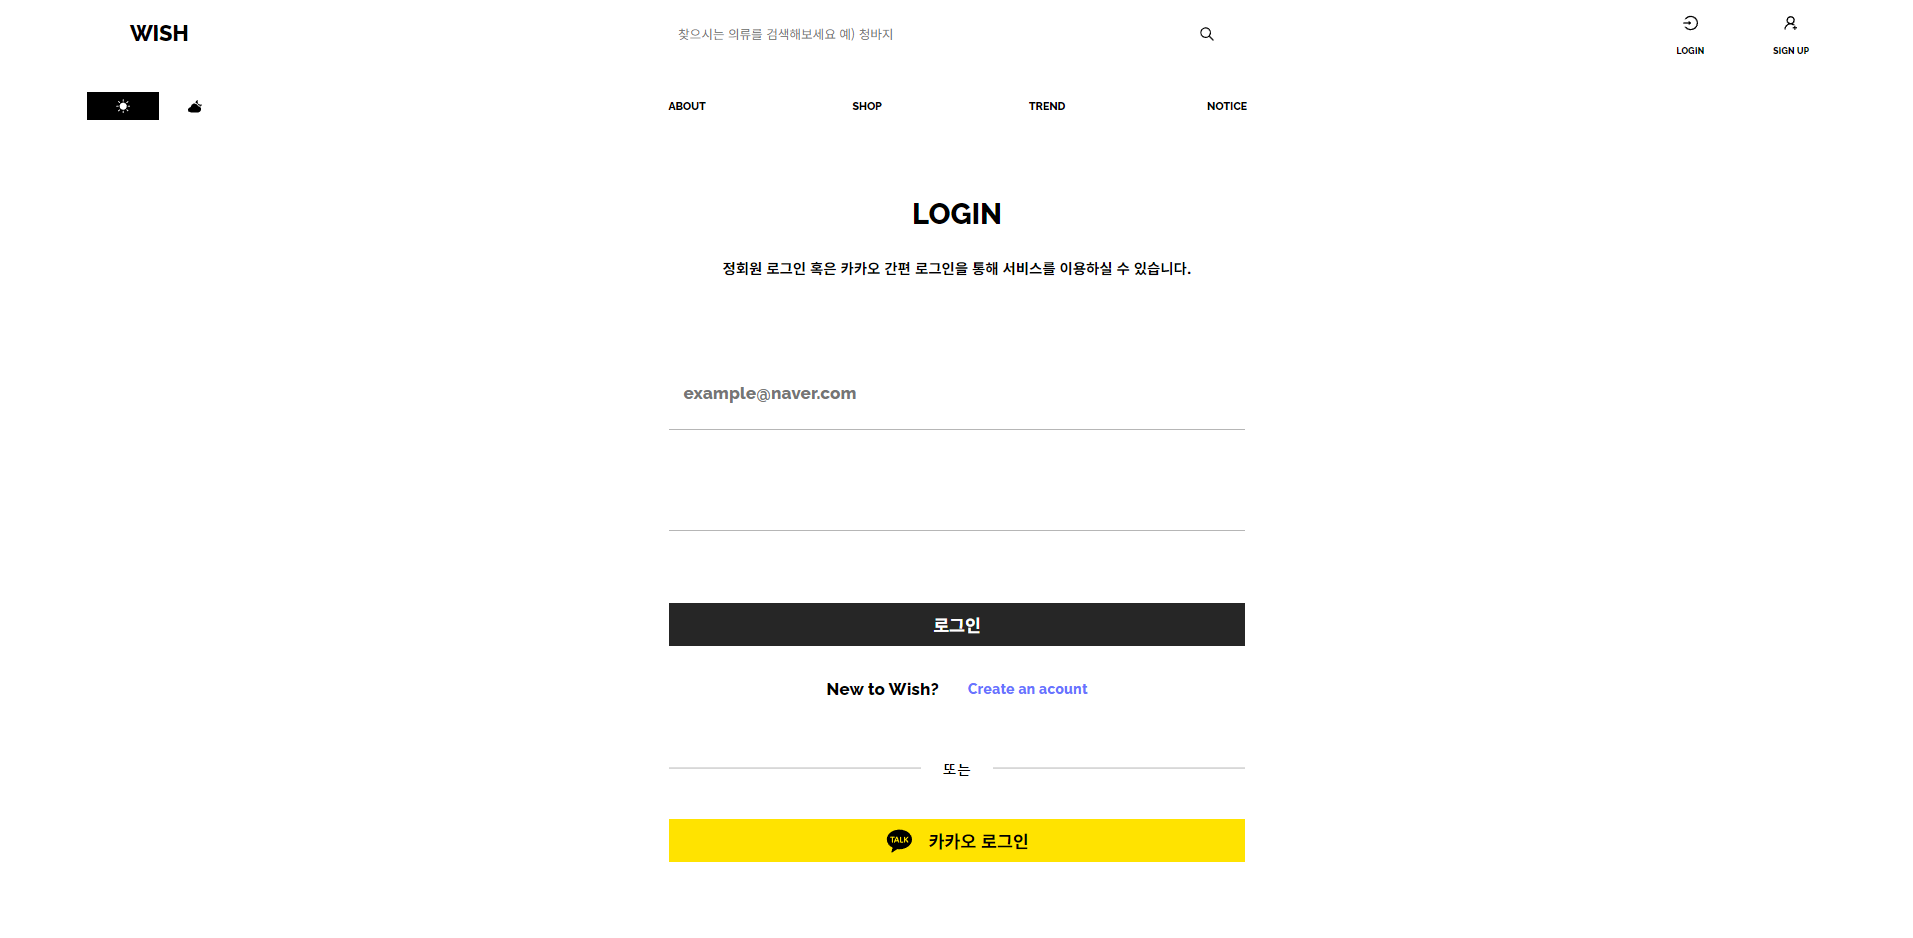 WISH
찾으시는 의류를 검색해보세요 예) 청바지
LOGIN
SIGN UP
ABOUT
SHOP
TREND
NOTICE
LOGIN
정회원 로그인 혹은 카카오 간편 로그인을 통해 서비스를 이용하실 수 있습니다.
example@naver.com
로그인
New to Wish? Create an acount
또는
TALK 카카오 로그인